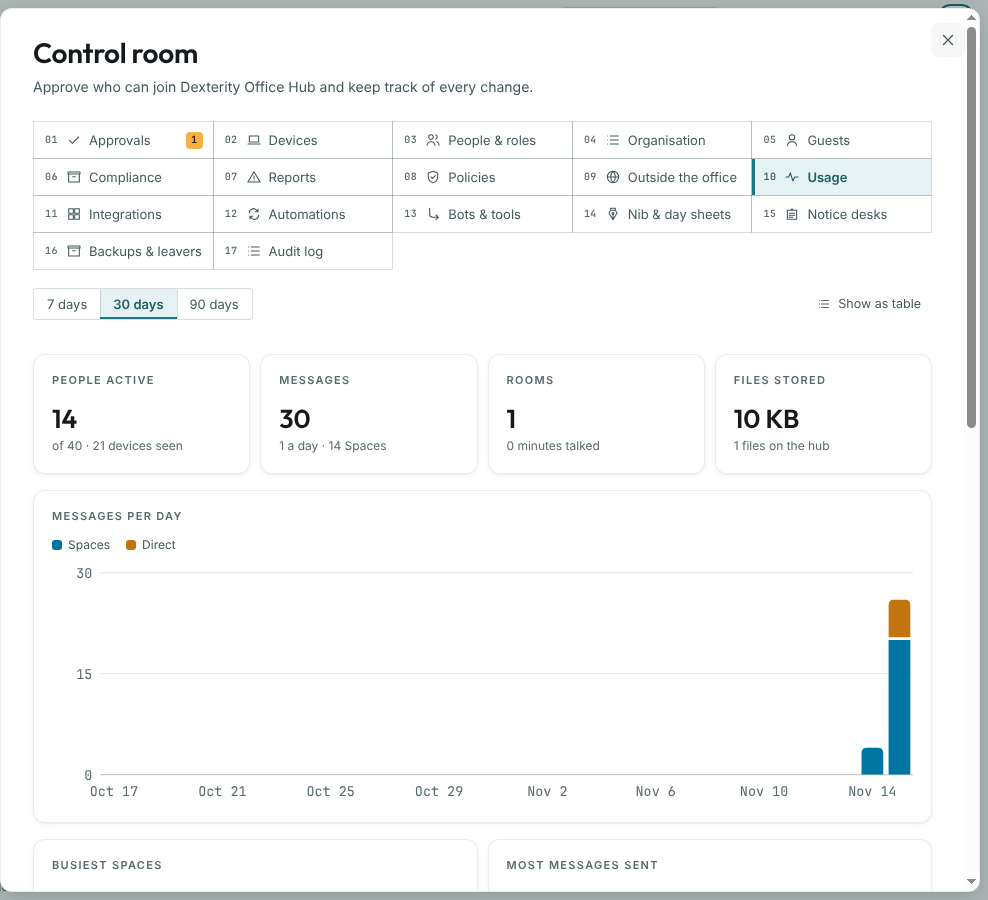 Control room
Approve who can join Dexterity Office Hub and keep track of every change.
01 Approvals 1 02 Devices 03 People & roles 04 Organisation 05 Guests
06 Compliance 07 Reports 08 Policies 09 Outside the office 10 Usage
11 Integrations 12 Automations 13 Bots & tools 14 Nib & day sheets 15 Notice desks
16 Backups & leavers 17 Audit log
7 days 30 days 90 days Show as table
PEOPLE ACTIVE MESSAGES ROOMS FILES STORED
14 30 1 10 KB
of 40 · 21 devices seen 1 a day · 14 Spaces 0 minutes talked 1 files on the hub
MESSAGES PER DAY
Spaces Direct
30
15
0
Oct 17 Oct 21 Oct 25 Oct 29 Nov 2 Nov 6 Nov 10 Nov 14
BUSIEST SPACES MOST MESSAGES SENT